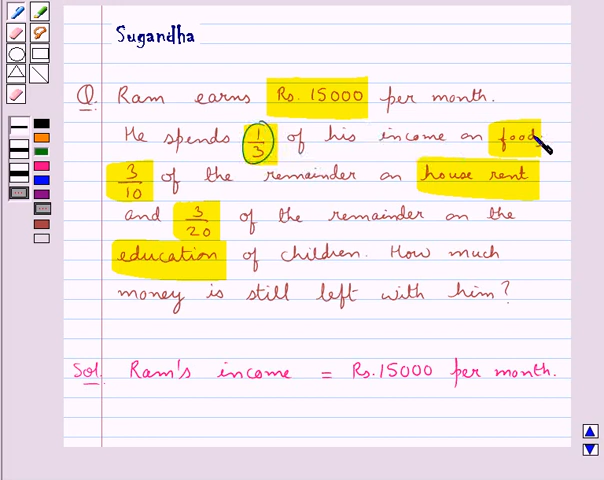 Sugandha
Q. Ram earns Rs. 15000 per month.
He spends 1/3 of his income on food,
3/10 of the remainder on house rent
and 3/20 of the remainder on the
education of children. How much
money is still left with him?
Sol. Ram's income = Rs. 15000 per month.